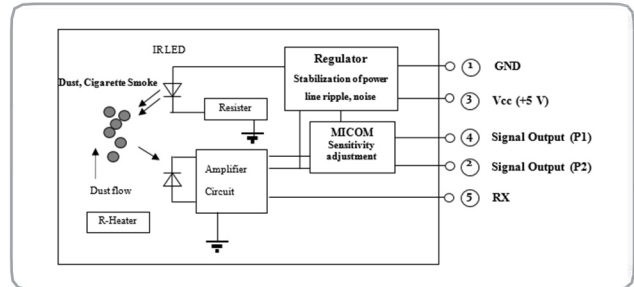 IR LED
Dust, Cigarette Smoke
Regulator
Stabilization of power
line ripple, noise
Resister
MICOM
Sensitivity
adjustment
Amplifier
Circuit
Dust flow
R-Heater
1 GND
3 Vcc (+5 V)
4 Signal Output (P1)
2 Signal Output (P2)
5 RX